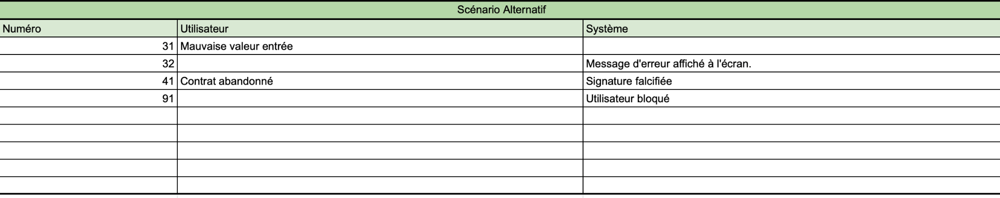 Scénario Alternatif
Numéro Utilisateur Système
31 Mauvaise valeur entrée
32 Message d'erreur affiché à l'écran.
41 Contrat abandonné Signature falcifiée
91 Utilisateur bloqué